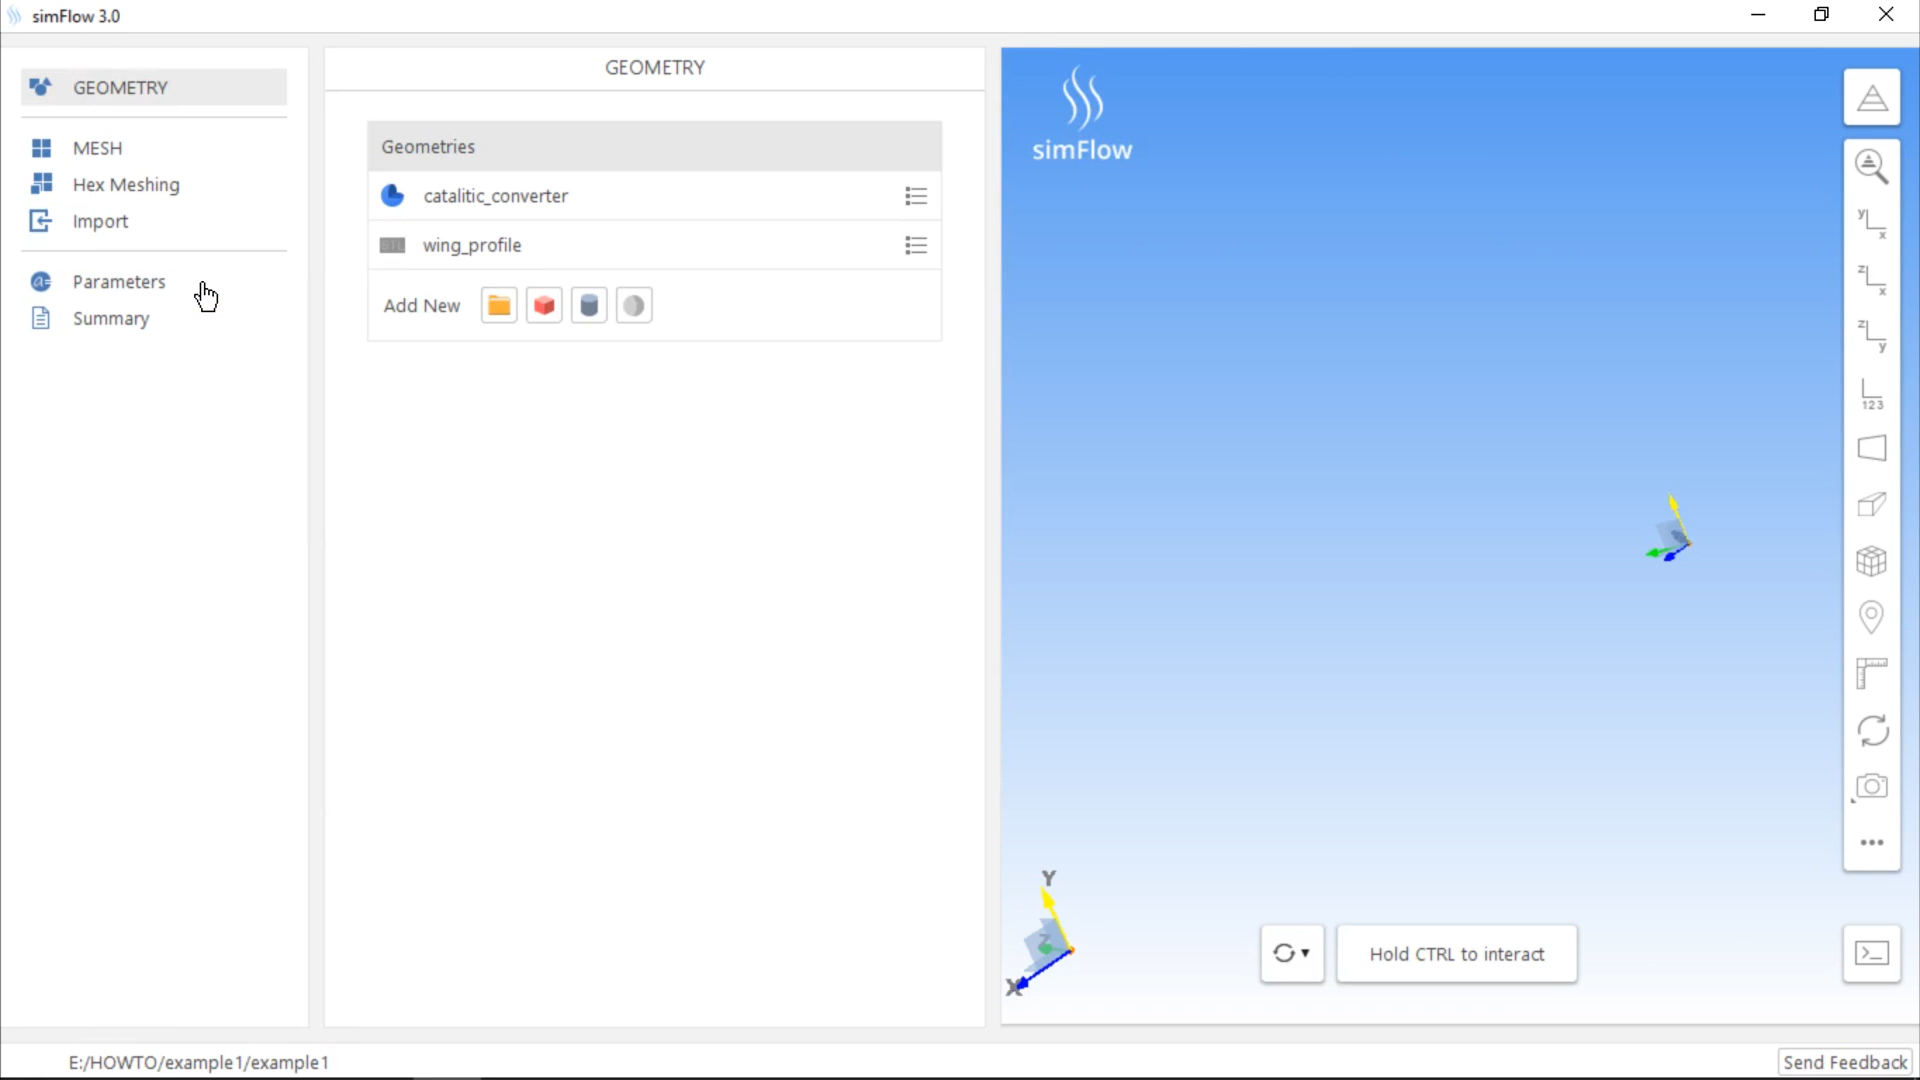 simFlow 3.0
GEOMETRY
MESH
Hex Meshing
Import
Parameters
Summary
GEOMETRY
Geometries
catalitic_converter
wing_profile
Add New
simFlow
y
x
z
x
z
y
123
Y
Z
X
Hold CTRL to interact
E:/HOWTO/example1/example1
Send Feedback